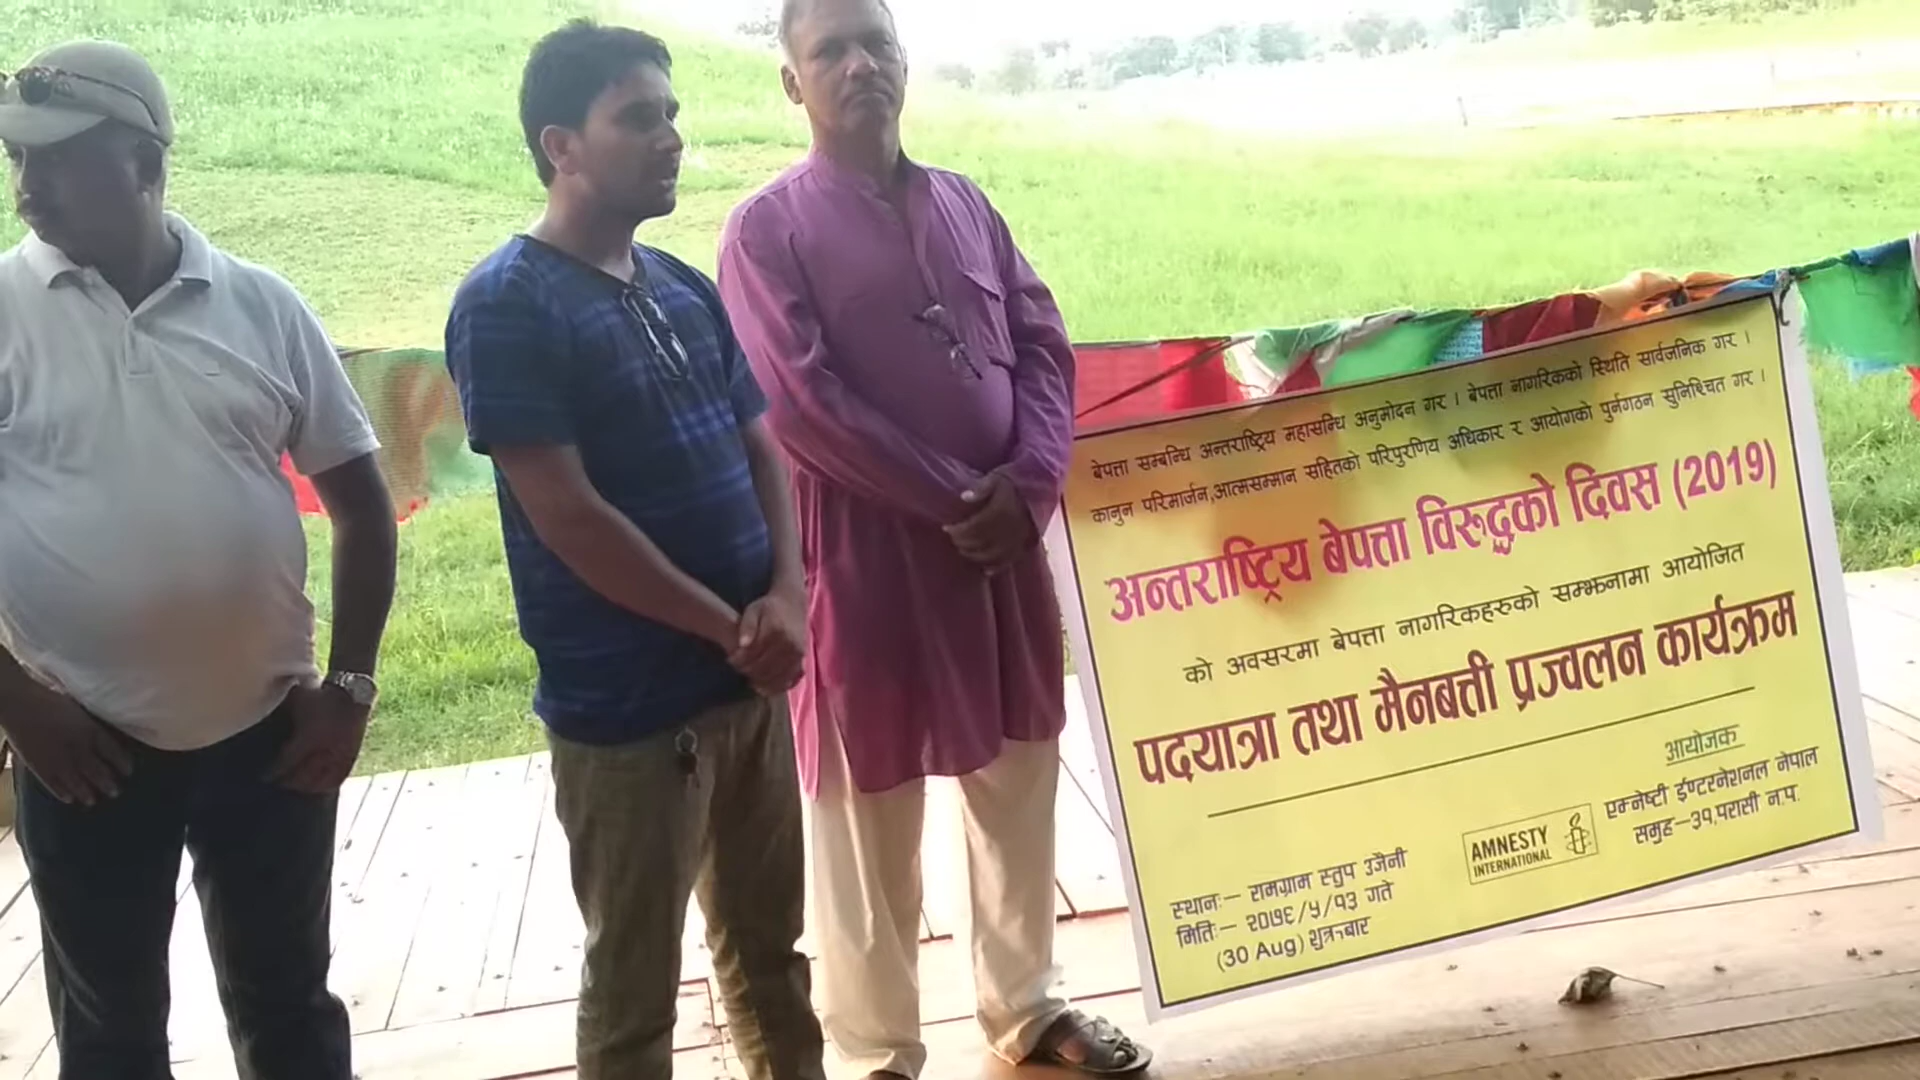 बेपत्ता सम्बन्धि अन्तराष्ट्रिय महासन्धि अनुमोदन गर । बेपत्ता नागरिकको स्थिति सार्वजनिक गर ।
कानुन परिमार्जन,आत्मसम्मान सहितको परिपुरणिय अधिकार र आयोगको पुर्नगठन सुनिश्चित गर ।
अन्तराष्ट्रिय बेपत्ता विरूद्धको दिवस (2019)
को अवसरमा बेपत्ता नागरिकहरुको सम्झनामा आयोजित
पदयात्रा तथा मैनबत्ती प्रज्वलन कार्यक्रम
आयोजक
एम्नेष्टी ईण्टरनेशनल नेपाल
समुह–३१,परासी न.प.
AMNESTY
INTERNATIONAL
स्थानः– रामग्राम स्तुप उजैनी
मितिः– २०७६/५/१३ गते
(30 Aug) शुक्रबार